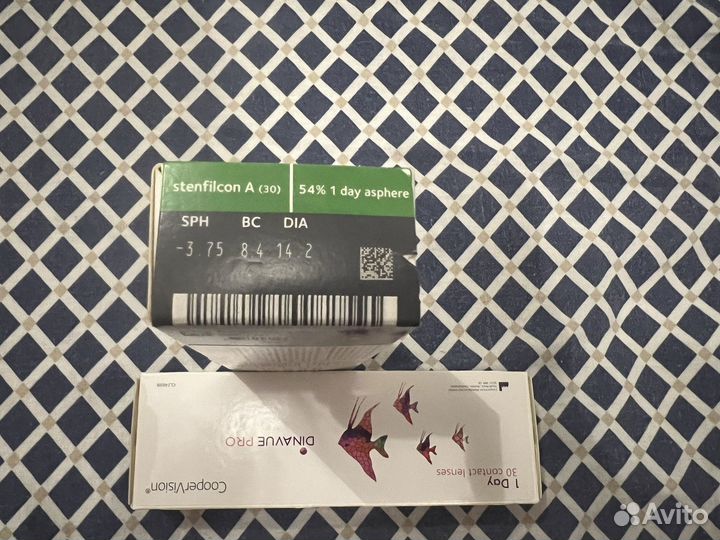 stenfilcon A (30)
54% 1 day asphere
SPH BC DIA
-3.75 8.4 14.2
CooperVision®
DiNAVUE PRO
1 Day
30 contact lenses
Avito